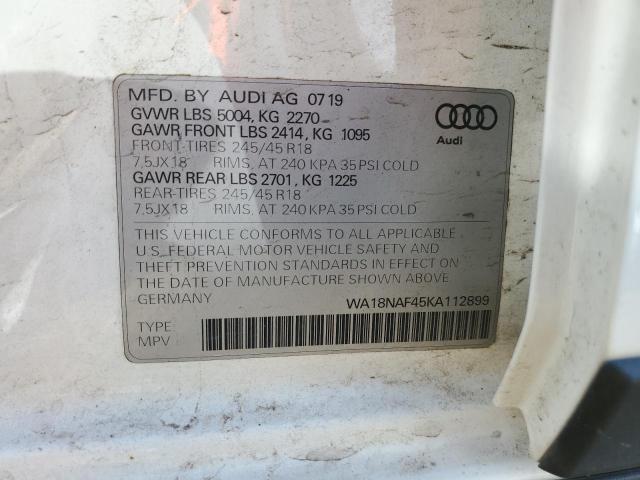 MFD. BY AUDI AG 07 19
GVWR LBS 5004, KG 2270
GAWR FRONT LBS 2414, KG 1095
FRONT-TIRES 245/45 R18
7,5JX18 RIMS, AT 240 KPA 35 PSI COLD
GAWR REAR LBS 2701, KG 1225
REAR-TIRES 245/45 R18
7,5JX18 RIMS, AT 240 KPA 35 PSI COLD
Audi
THIS VEHICLE CONFORMS TO ALL APPLICABLE
U.S. FEDERAL MOTOR VEHICLE SAFETY AND
THEFT PREVENTION STANDARDS IN EFFECT ON
THE DATE OF MANUFACTURE SHOWN ABOVE
GERMANY
WA18NAF45KA112899
TYPE:
MPV